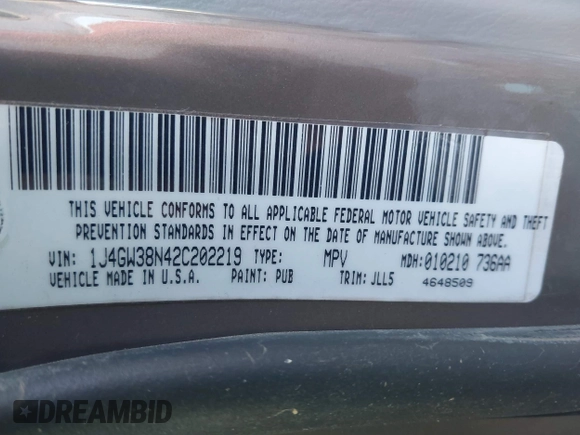 THIS VEHICLE CONFORMS TO ALL APPLICABLE FEDERAL MOTOR VEHICLE SAFETY AND THEFT
PREVENTION STANDARDS IN EFFECT ON THE DATE OF MANUFACTURE SHOWN ABOVE.
VIN: 1J4GW38N42C202219 TYPE: MPV MDH: 010210 736AA
VEHICLE MADE IN U.S.A. PAINT: PUB TRIM: JLL5 4648509
DREAMBID